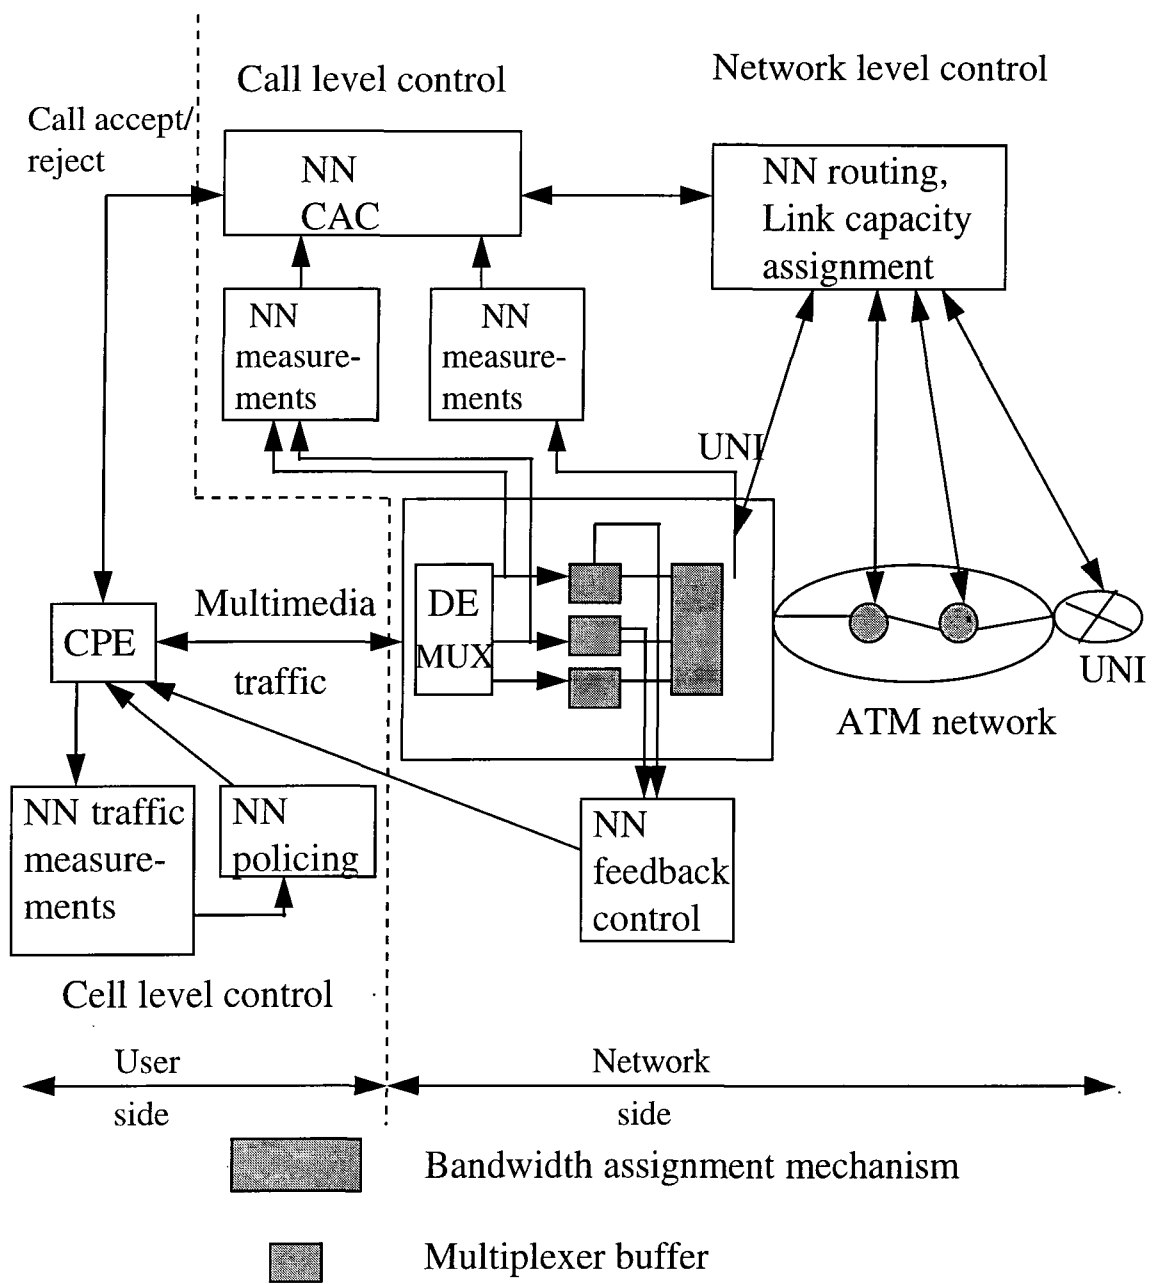 Call level control
Network level control
Call accept/
reject
NN
CAC
NN routing,
Link capacity
assignment
NN
measure-
ments
NN
measure-
ments
UNI
DE
MUX
CPE
Multimedia
traffic
UNI
ATM network
NN traffic
measure-
ments
NN
policing
NN
feedback
control
Cell level control
User
side
Network
side
Bandwidth assignment mechanism
Multiplexer buffer